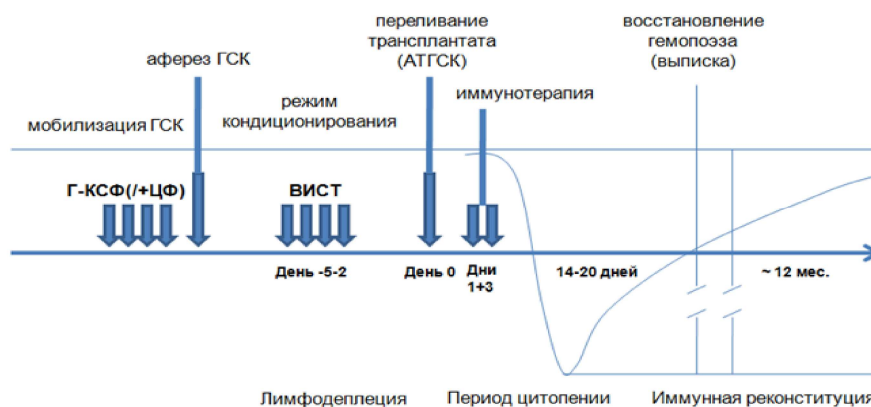 переливание
трансплантата
(АТГСК)
восстановление
гемопоэза
(выписка)
аферез ГСК
режим
кондиционирования
иммунотерапия
мобилизация ГСК
Г-КСФ(/+ЦФ)
ВИСТ
День -5-2
День 0
Дни
1+3
14-20 дней
~ 12 мес.
Лимфодеплеция
Период цитопении
Иммунная реконституция